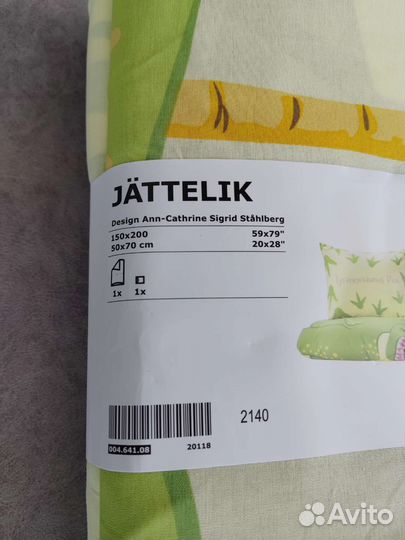 JÄTTELIK
Design Ann-Cathrine Sigrid Ståhlberg
150x200 59x79"
50x70 cm 20x28"
1x 1x
2140
004.641.08 20118
Avito